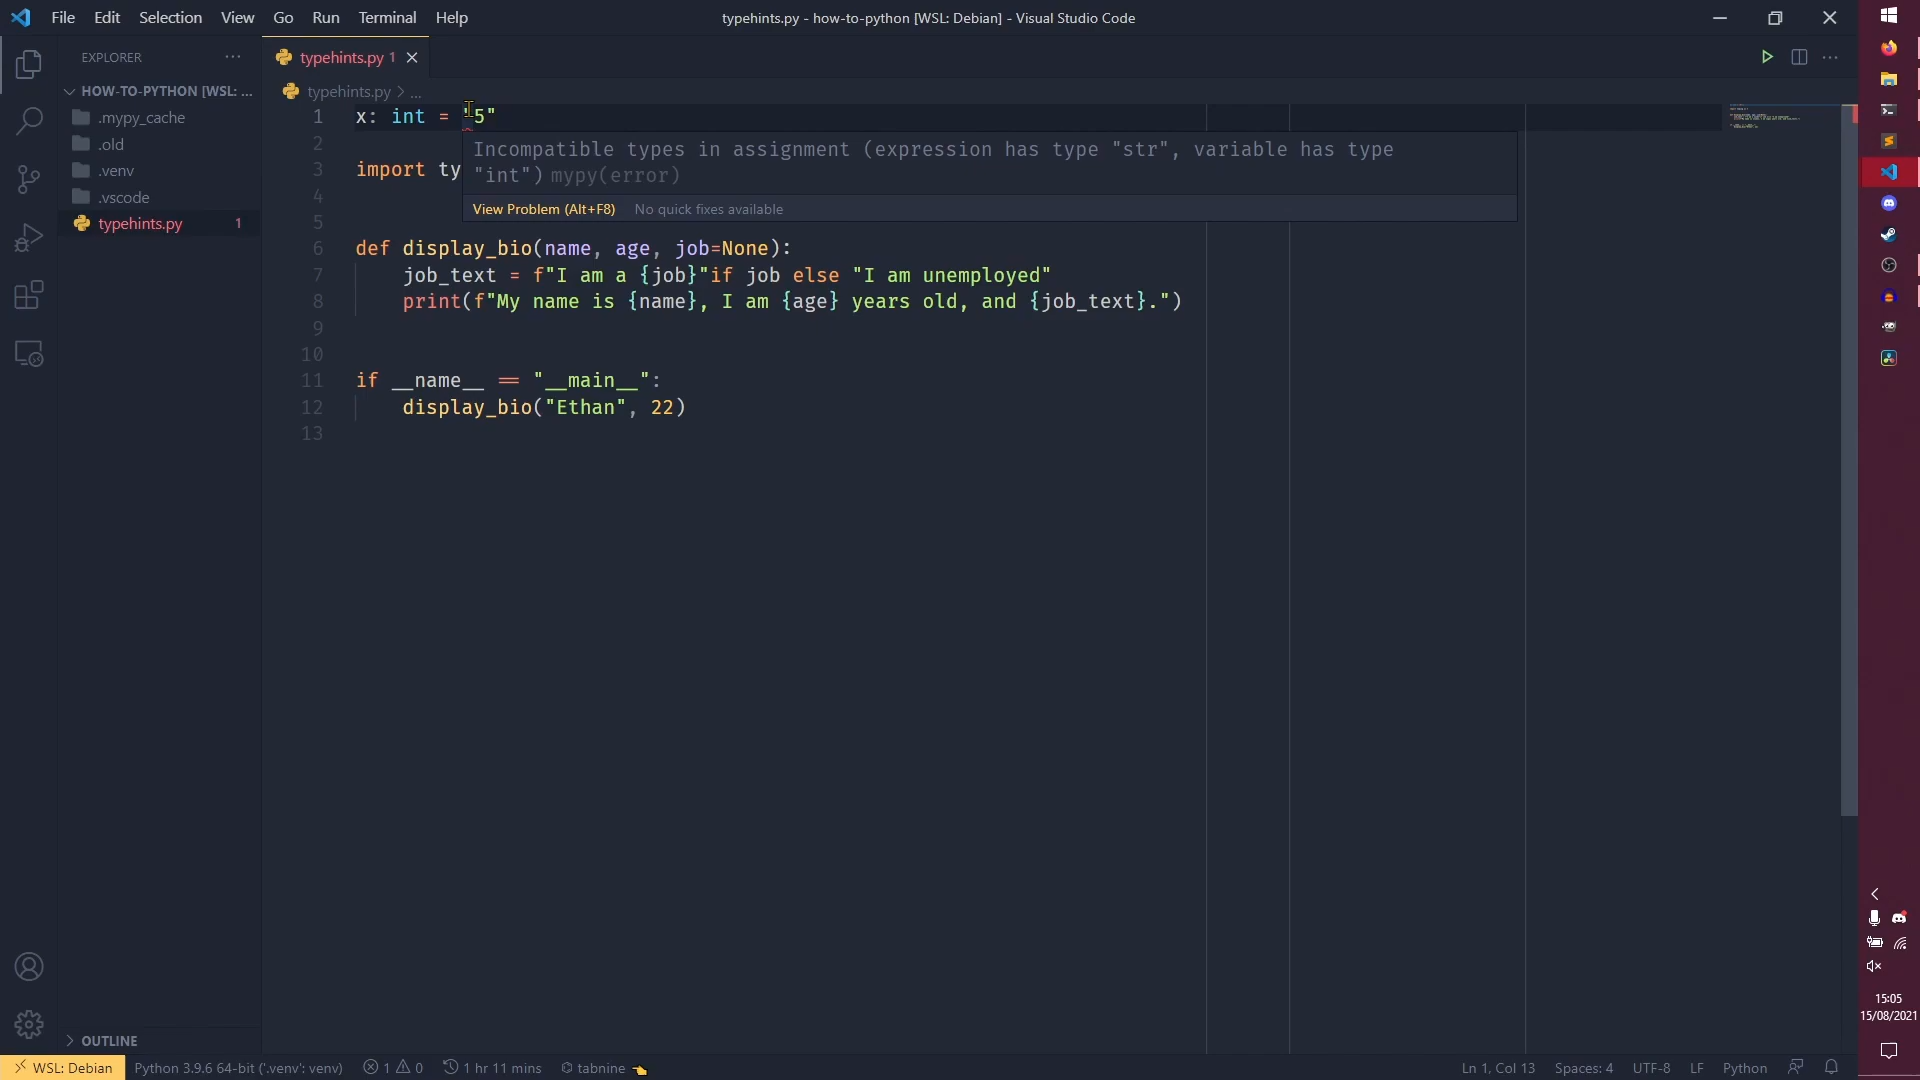 File Edit Selection View Go Run Terminal Help
typehints.py - how-to-python [WSL: Debian] - Visual Studio Code
EXPLORER
HOW-TO-PYTHON [WSL: ...
.mypy_cache
.old
.venv
.vscode
typehints.py 1
OUTLINE
typehints.py 1
typehints.py > ...
1 x: int = "5"
Incompatible types in assignment (expression has type "str", variable has type
"int") mypy(error)
View Problem (Alt+F8) No quick fixes available
2
3 import ty
4
5
6 def display_bio(name, age, job=None):
7 job_text = f"I am a {job}"if job else "I am unemployed"
8 print(f"My name is {name}, I am {age} years old, and {job_text}.")
9
10
11 if __name__ == "__main__":
12 display_bio("Ethan", 22)
13
WSL: Debian Python 3.9.6 64-bit ('.venv': venv) 1 0 1 hr 11 mins tabnine Ln 1, Col 13 Spaces: 4 UTF-8 LF Python
15:05
15/08/2021